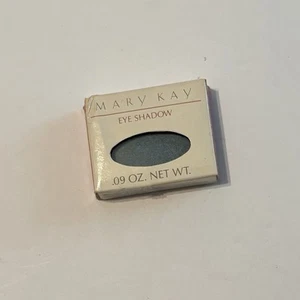 MARY KAY
EYE SHADOW
.09 OZ. NET WT.